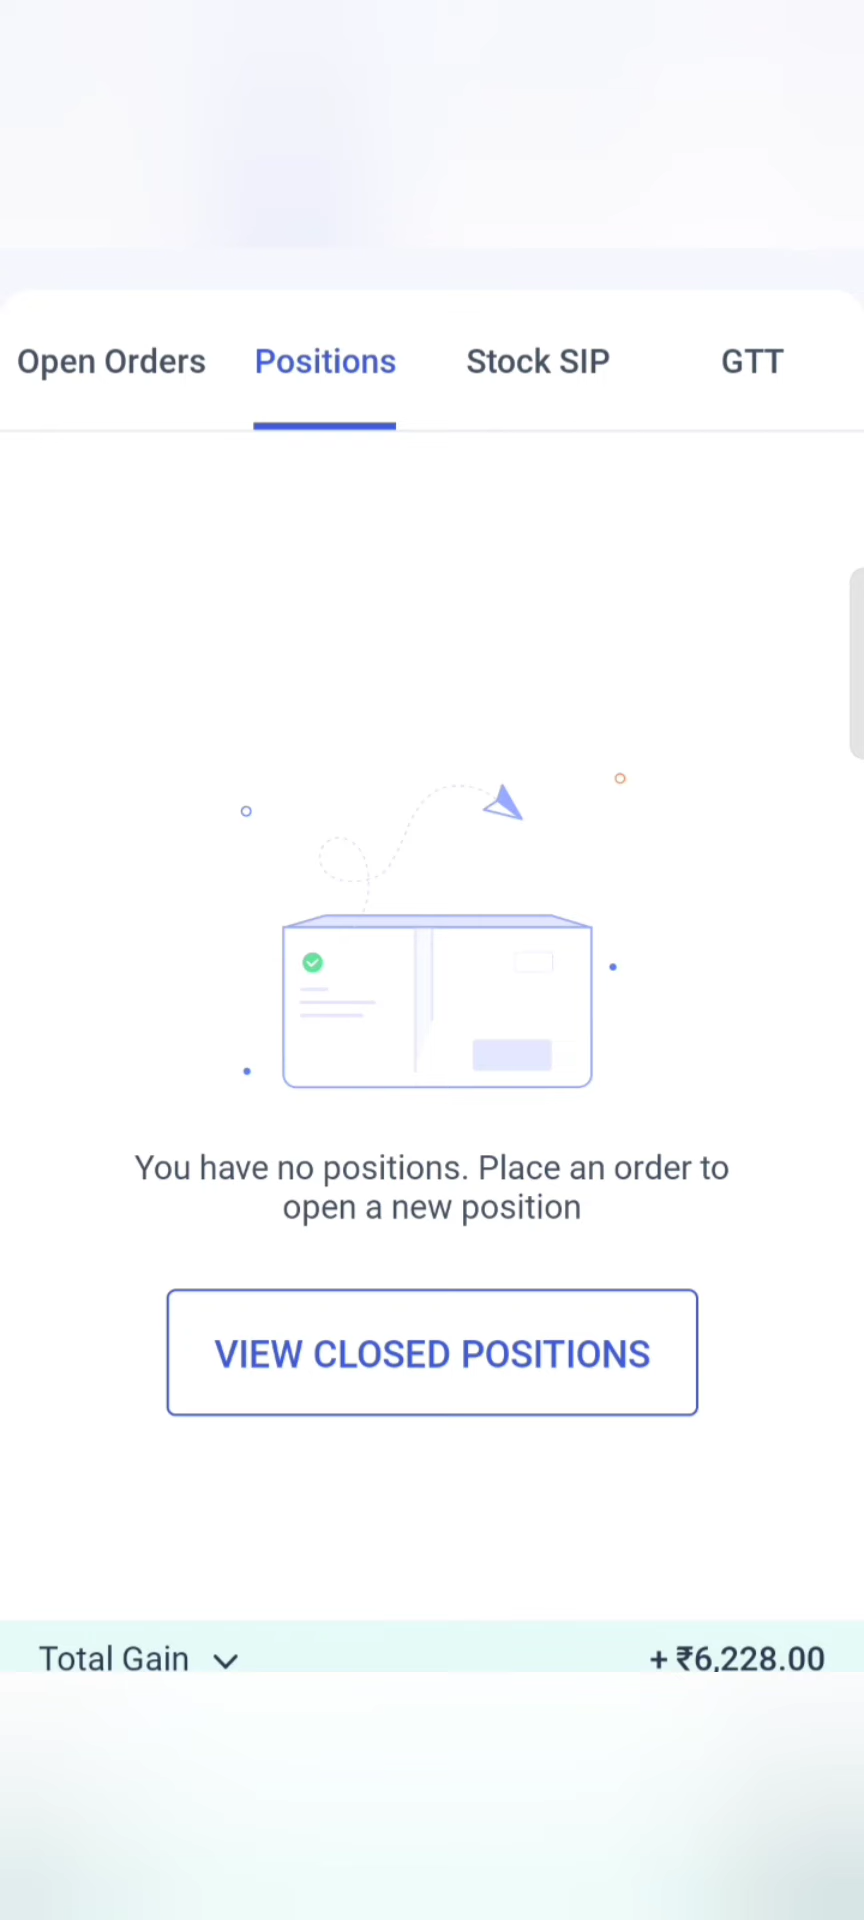 Open Orders Positions Stock SIP GTT
You have no positions. Place an order to
open a new position
VIEW CLOSED POSITIONS
Total Gain + ₹6,228.00